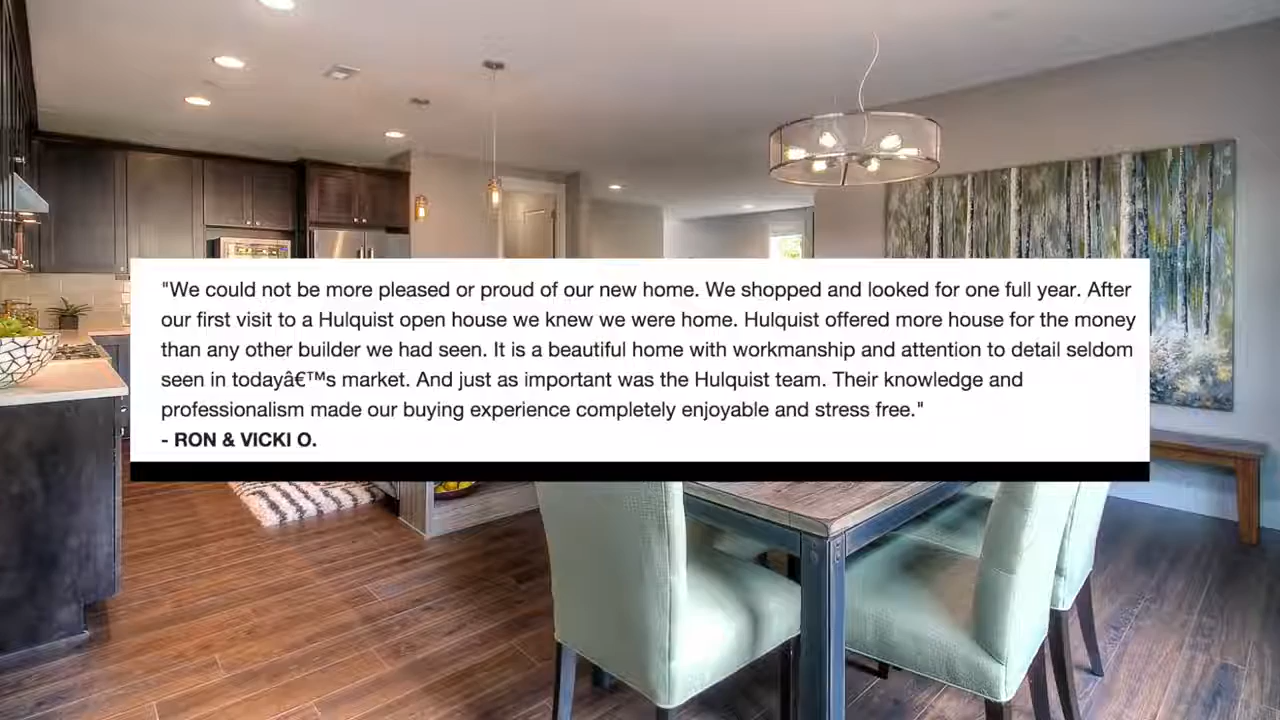 "We could not be more pleased or proud of our new home. We shopped and looked for one full year. After
our first visit to a Hulquist open house we knew we were home. Hulquist offered more house for the money
than any other builder we had seen. It is a beautiful home with workmanship and attention to detail seldom
seen in todayâ€™s market. And just as important was the Hulquist team. Their knowledge and
professionalism made our buying experience completely enjoyable and stress free."
- RON & VICKI O.